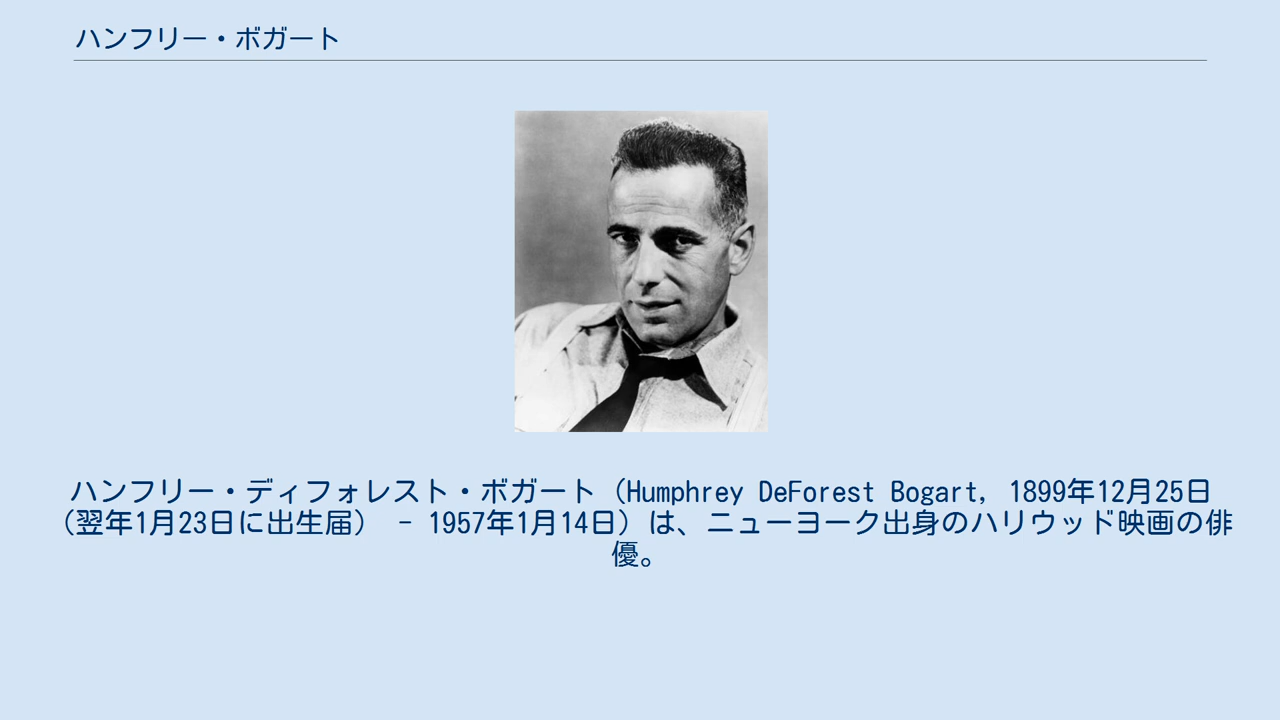 ハンフリー・ボガート
ハンフリー・ディフォレスト・ボガート（Humphrey DeForest Bogart, 1899年12月25日
（翌年1月23日に出生届） - 1957年1月14日）は、ニューヨーク出身のハリウッド映画の俳
優。